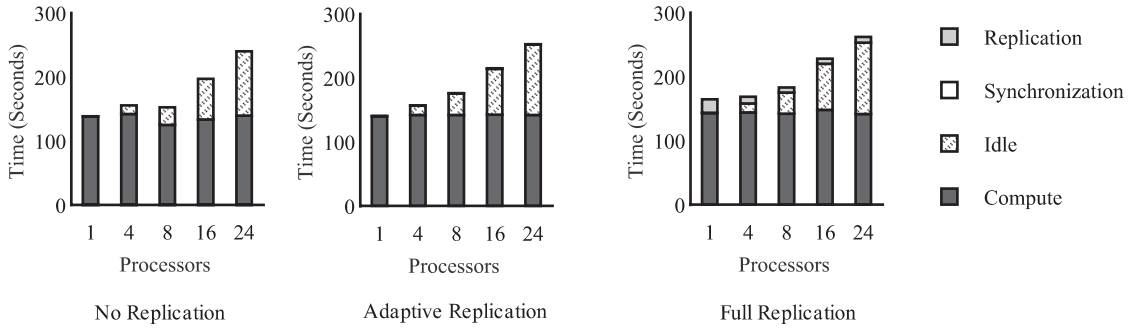 Time (Seconds)
300
200
100
0
1 4 8 16 24
Processors
No Replication
Time (Seconds)
300
200
100
0
1 4 8 16 24
Processors
Adaptive Replication
Time (Seconds)
300
200
100
0
1 4 8 16 24
Processors
Full Replication
Replication
Synchronization
Idle
Compute